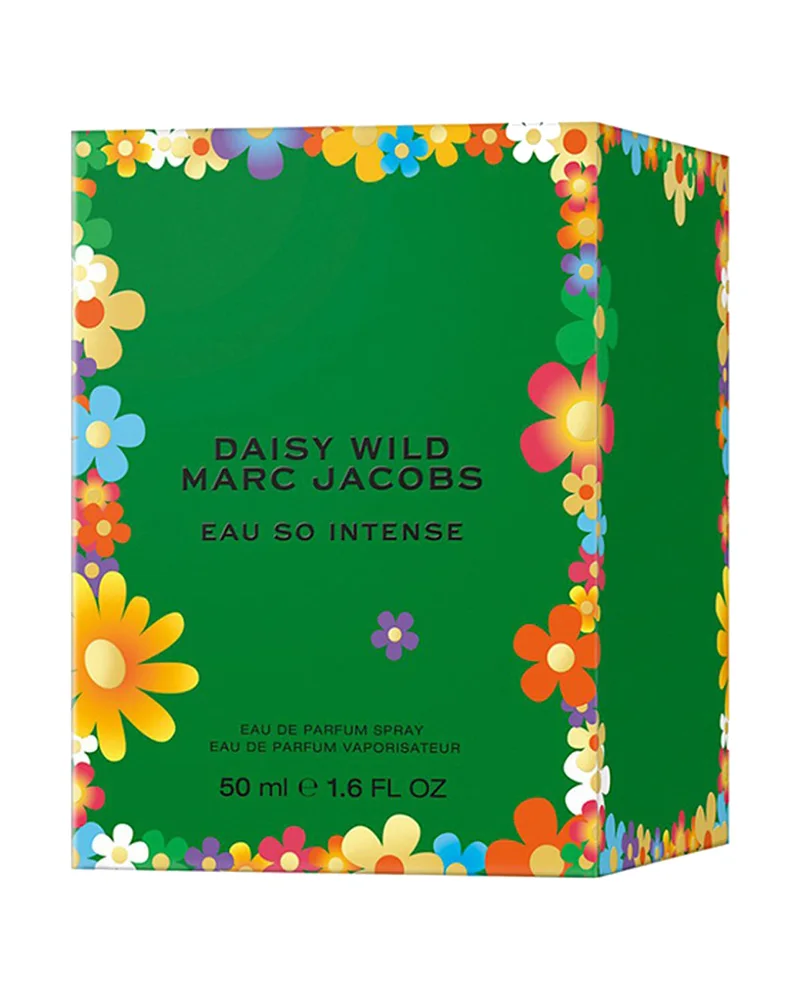 DAISY WILD
MARC JACOBS
EAU SO INTENSE
EAU DE PARFUM SPRAY
EAU DE PARFUM VAPORISATEUR
50 ml ℮ 1.6 FL OZ